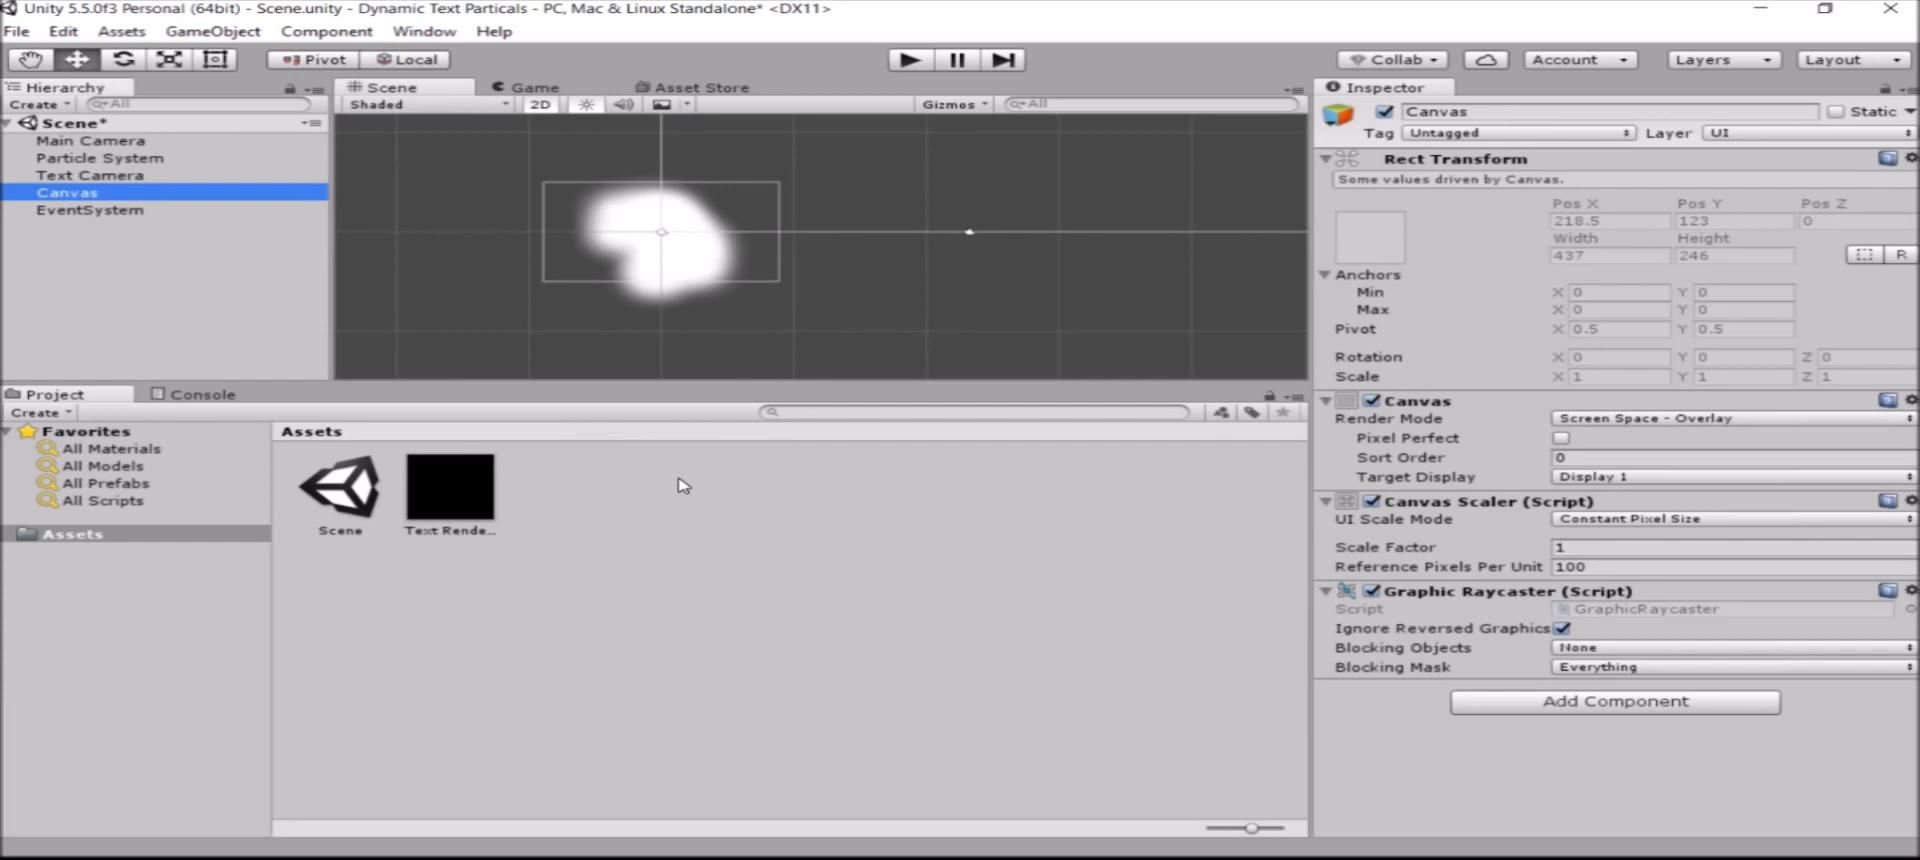 Unity 5.5.0f3 Personal (64bit) - Scene.unity - Dynamic Text Particals - PC, Mac & Linux Standalone* <DX11>
File Edit Assets GameObject Component Window Help
Pivot Local Collab Account Layers Layout
Hierarchy
Create All
Scene*
Main Camera
Particle System
Text Camera
Canvas
EventSystem
Scene Game Asset Store
Shaded 2D Gizmos All
Inspector
Canvas Static
Tag Untagged Layer UI
Rect Transform
Some values driven by Canvas.
Pos X Pos Y Pos Z
218.5 123 0
Width Height
437 246 R
Anchors
Min X 0 Y 0
Max X 0 Y 0
Pivot X 0.5 Y 0.5
Rotation X 0 Y 0 Z 0
Scale X 1 Y 1 Z 1
Canvas
Render Mode Screen Space - Overlay
Pixel Perfect
Sort Order 0
Target Display Display 1
Canvas Scaler (Script)
UI Scale Mode Constant Pixel Size
Scale Factor 1
Reference Pixels Per Unit 100
Graphic Raycaster (Script)
Script GraphicRaycaster
Ignore Reversed Graphics
Blocking Objects None
Blocking Mask Everything
Add Component
Project Console
Create
Favorites
All Materials
All Models
All Prefabs
All Scripts
Assets
Assets
Scene Text Rende...